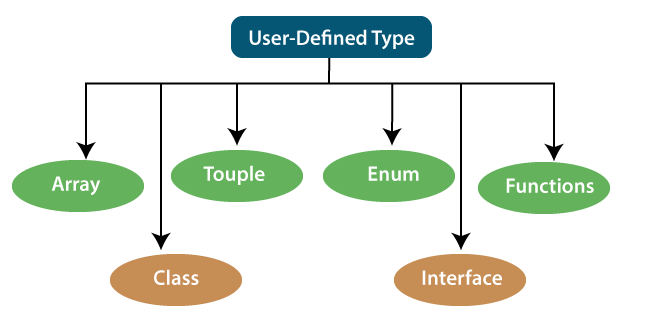 User-Defined Type
Array
Touple
Enum
Functions
Class
Interface